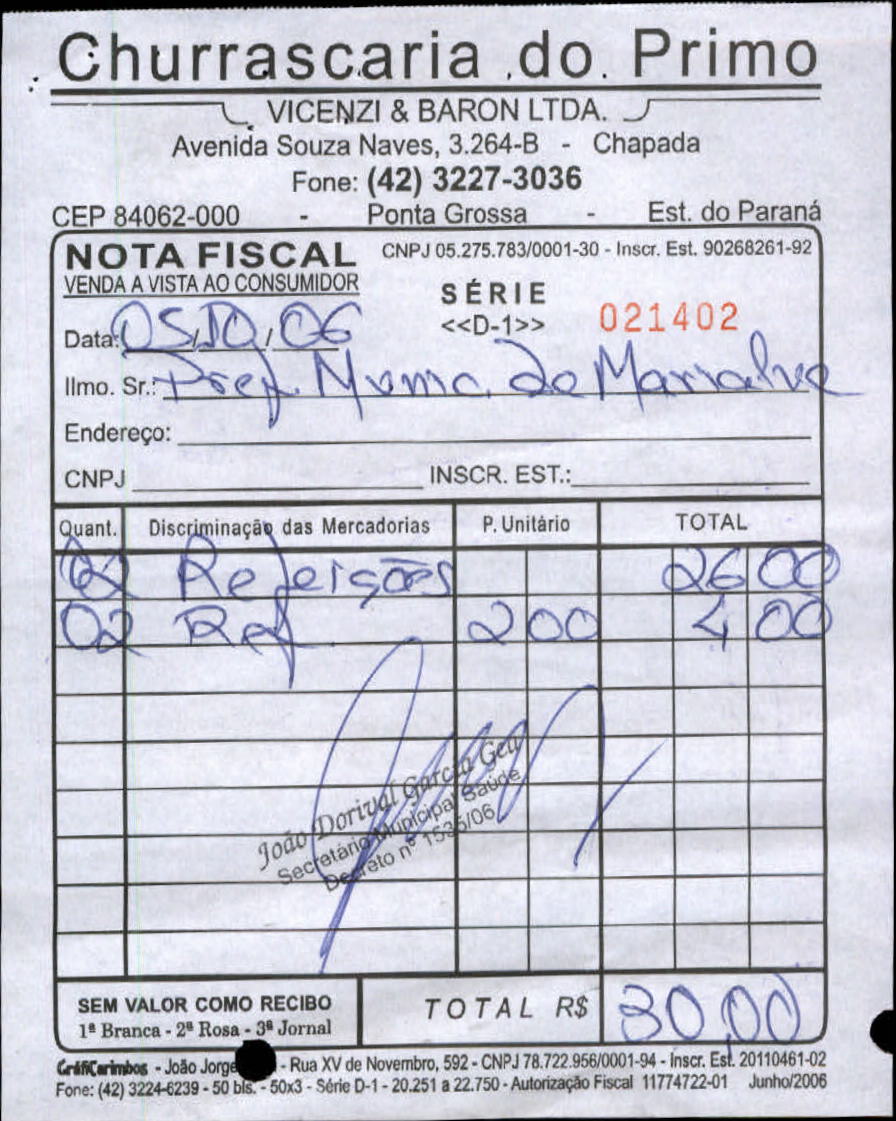 Churrascaria do Primo
VICENZI & BARON LTDA.
Avenida Souza Naves, 3.264-B - Chapada
Fone: (42) 3227-3036
CEP 84062-000 - Ponta Grossa - Est. do Paraná
NOTA FISCAL CNPJ 05.275.783/0001-30 - Inscr. Est. 90268261-92
VENDA A VISTA AO CONSUMIDOR
SÉRIE
<<D-1>> 021402
Data: 05/10/06
Ilmo. Sr.: Pref. Mumc. de Marialva
Endereço:
CNPJ INSCR. EST.:
Quant. Discriminação das Mercadorias P. Unitário TOTAL
02 Refeições 26 00
02 Ref 2 00 4 00
João Dorival Garcia
Secretário Municipal Saúde
Decreto nº 1535/06
SEM VALOR COMO RECIBO TOTAL R$ 30,00
1ª Branca - 2ª Rosa - 3ª Jornal
GráfiCarimbos - João Jorge - Rua XV de Novembro, 592 - CNPJ 78.722.956/0001-94 - Inscr. Est. 20110461-02
Fone: (42) 3224-6239 - 50 bls. - 50x3 - Série D-1 - 20.251 a 22.750 - Autorização Fiscal 11774722-01 Junho/2006